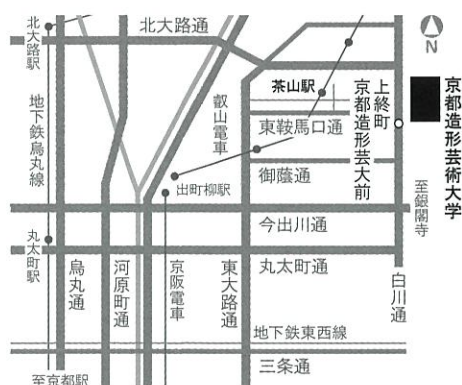 北大路通
北大路駅
地下鉄烏丸線
叡山電車
茶山駅
東鞍馬口通
上終町
京都造形芸大前
京都造形芸術大学
N
御蔭通
出町柳駅
至銀閣寺
今出川通
丸太町駅
丸太町通
烏丸通
河原町通
京阪電車
東大路通
白川通
地下鉄東西線
三条通
至京都駅